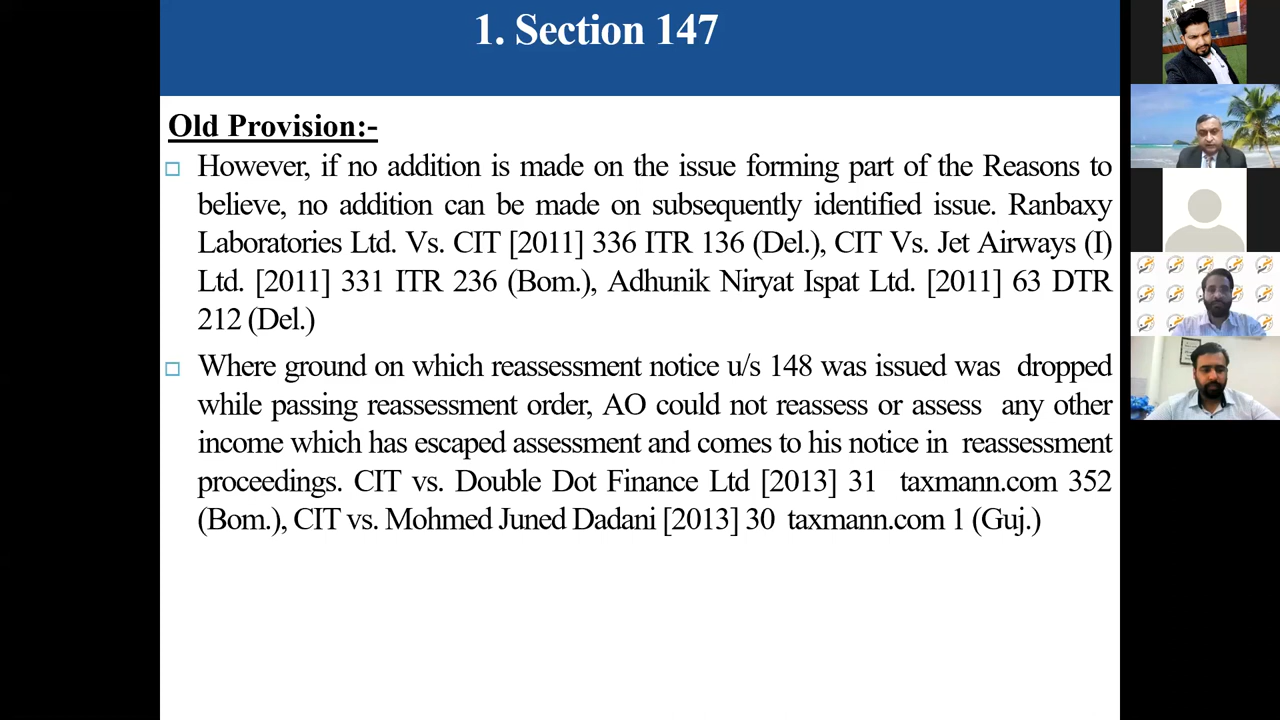 1. Section 147
Old Provision:-
However, if no addition is made on the issue forming part of the Reasons to
believe, no addition can be made on subsequently identified issue. Ranbaxy
Laboratories Ltd. Vs. CIT [2011] 336 ITR 136 (Del.), CIT Vs. Jet Airways (I)
Ltd. [2011] 331 ITR 236 (Bom.), Adhunik Niryat Ispat Ltd. [2011] 63 DTR
212 (Del.)
Where ground on which reassessment notice u/s 148 was issued was dropped
while passing reassessment order, AO could not reassess or assess any other
income which has escaped assessment and comes to his notice in reassessment
proceedings. CIT vs. Double Dot Finance Ltd [2013] 31 taxmann.com 352
(Bom.), CIT vs. Mohmed Juned Dadani [2013] 30 taxmann.com 1 (Guj.)